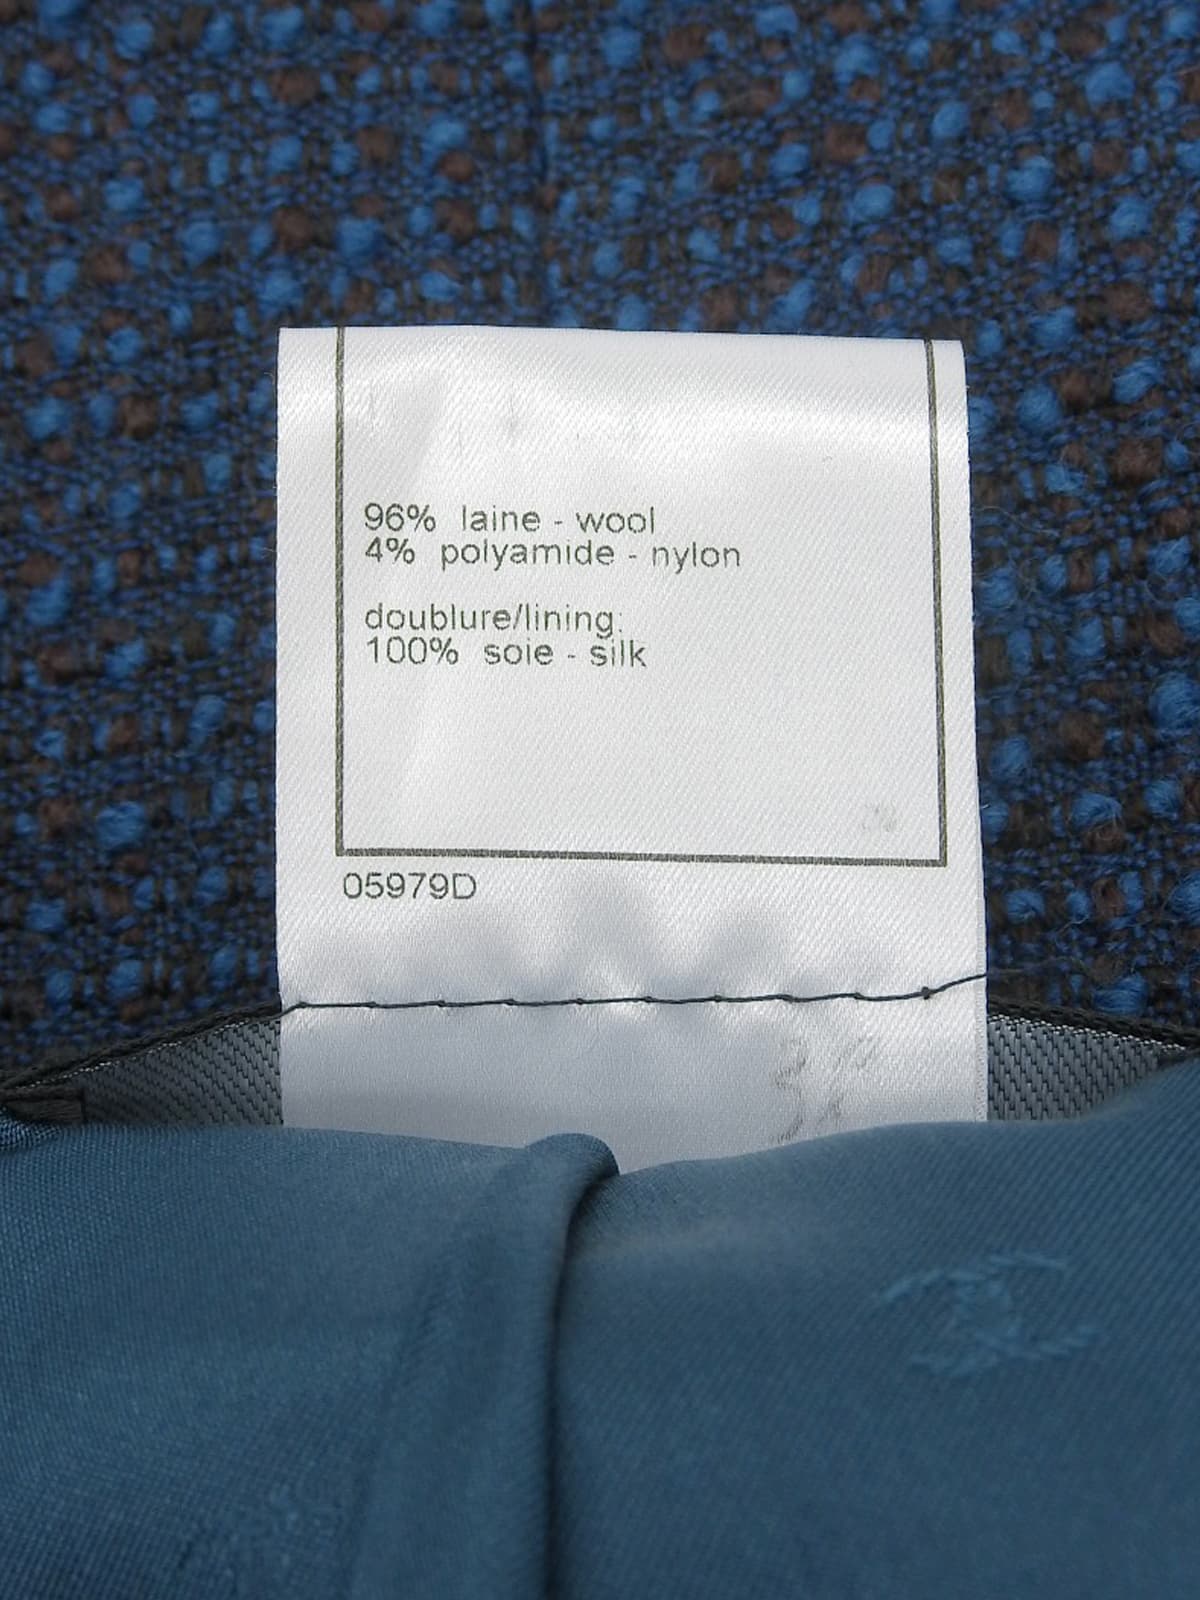 96% laine - wool
4% polyamide - nylon
doublure/lining:
100% soie - silk
05979D